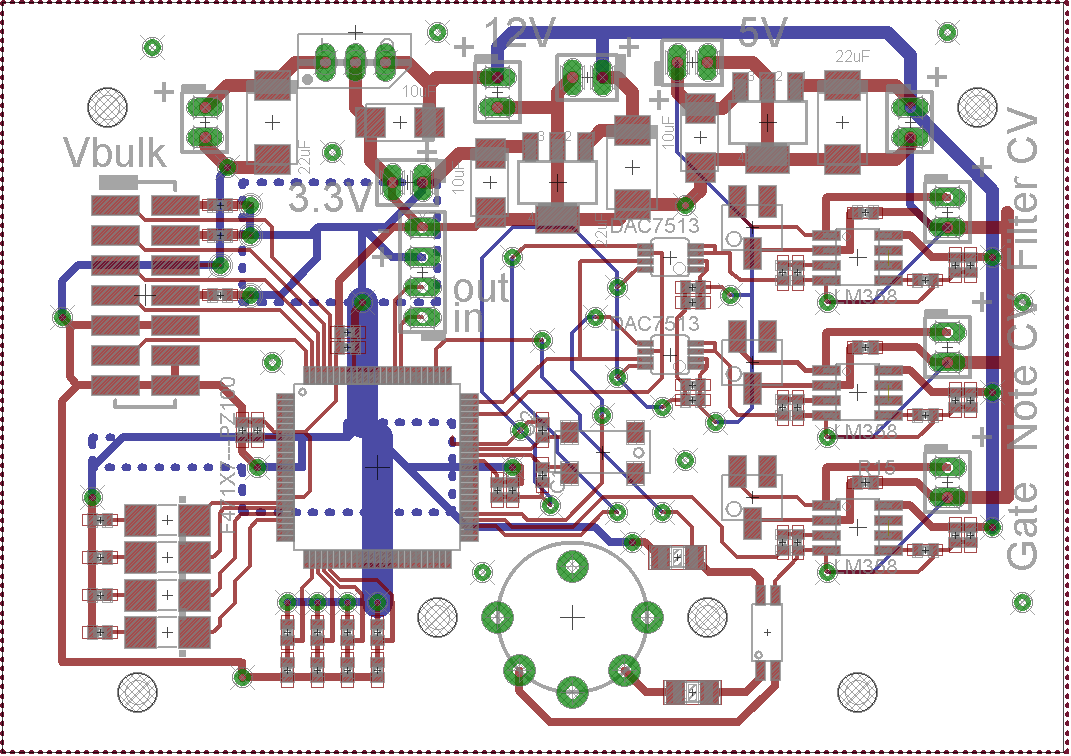 12V
5V
22uF
10uF
Vbulk
22uF
10uF
10uF
22uF
3.3V
DAC7513
out
in
DAC7513
LM358
LM358
R15
LM358
Gate Note CV Filter CV